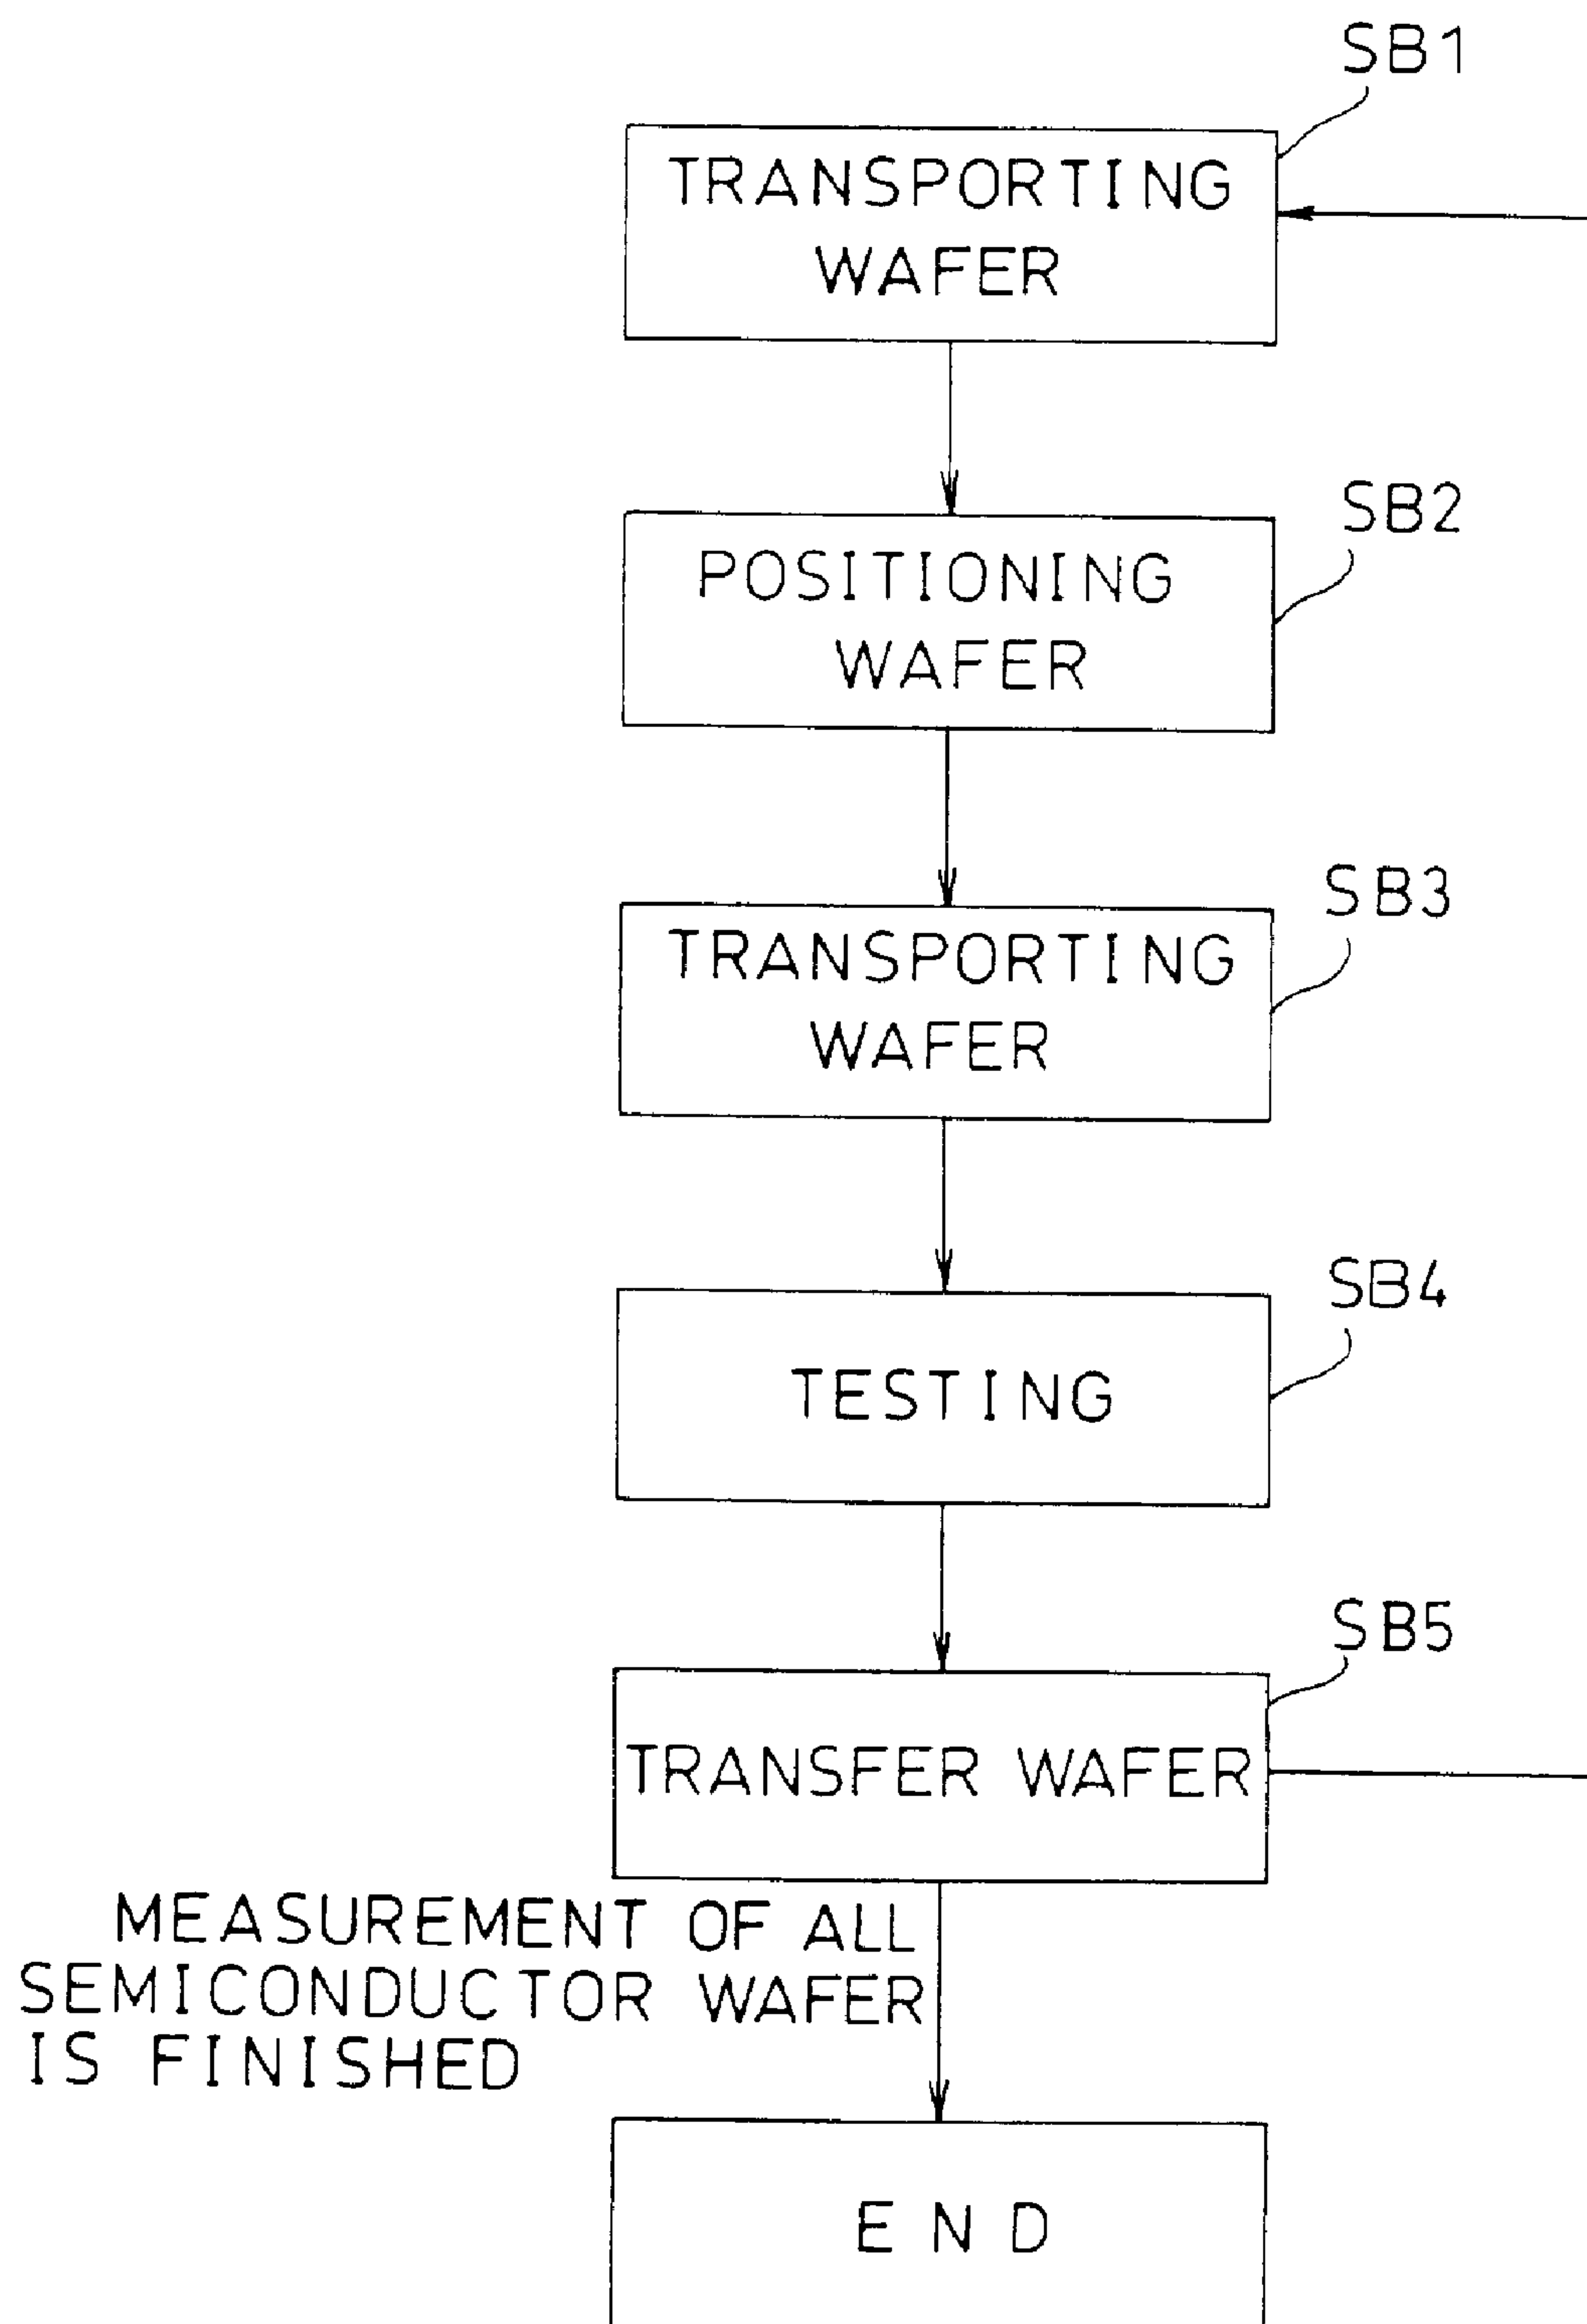 SB1
TRANSPORTING
WAFER
SB2
POSITIONING
WAFER
SB3
TRANSPORTING
WAFER
SB4
TESTING
SB5
TRANSFER WAFER
MEASUREMENT OF ALL
SEMICONDUCTOR WAFER
IS FINISHED
END